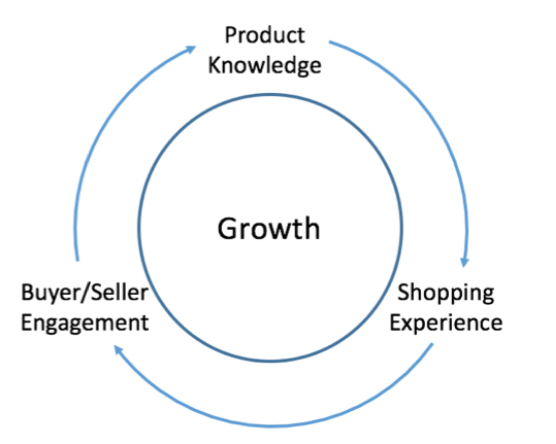 Product
Knowledge
Growth
Buyer/Seller
Engagement
Shopping
Experience